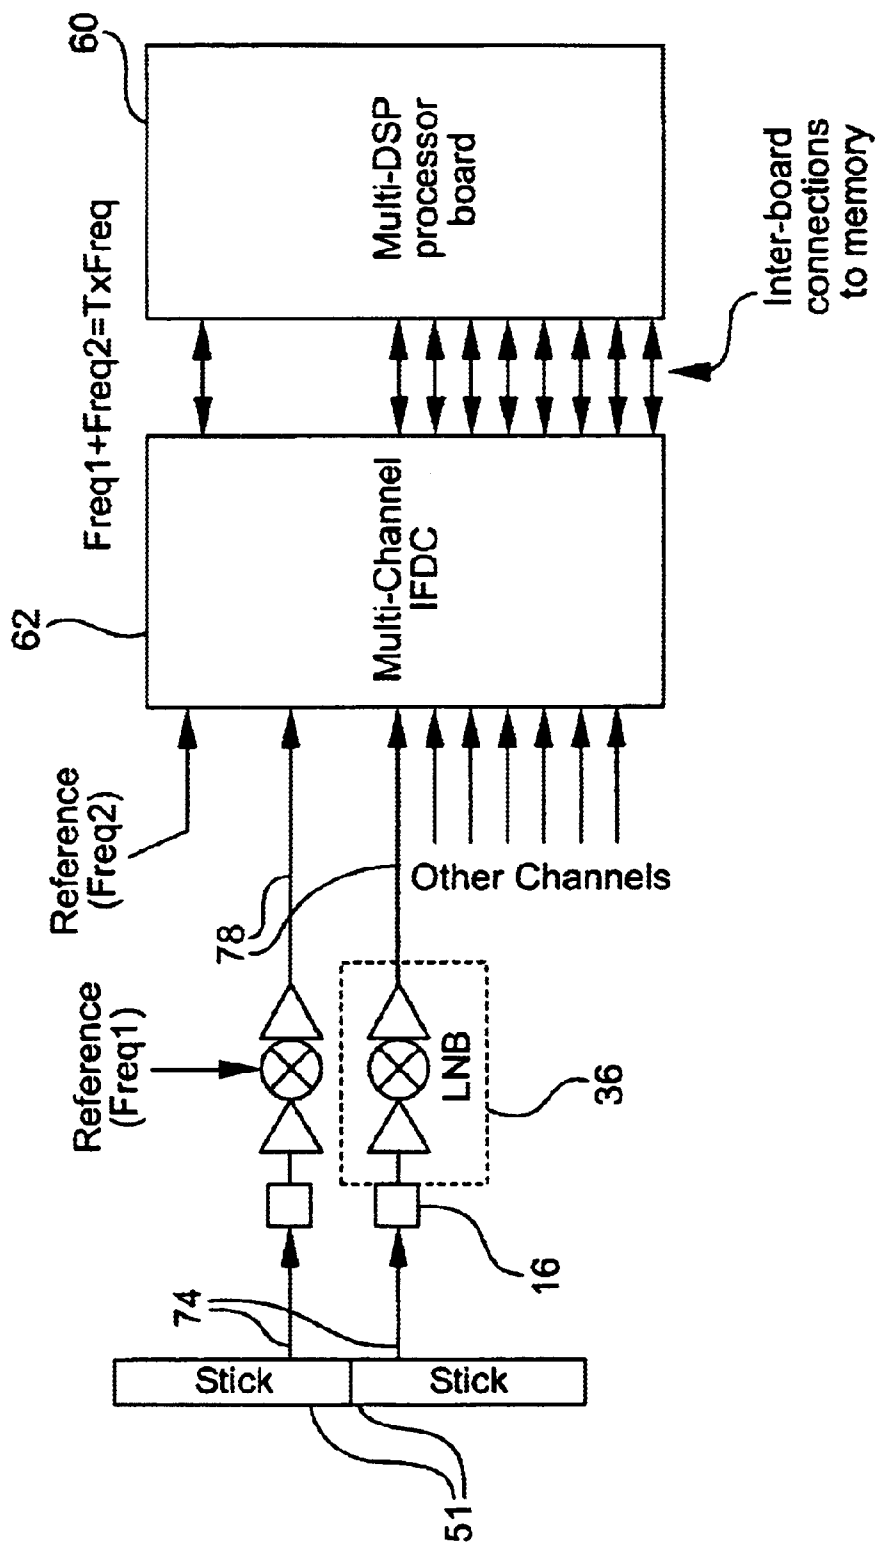 60
Multi-DSP
processor
board
Freq1+Freq2=TxFreq
Inter-board
connections
to memory
62
Multi-Channel
IFDC
Reference
(Freq2)
78
Other Channels
Reference
(Freq1)
LNB
36
16
74
Stick
Stick
51